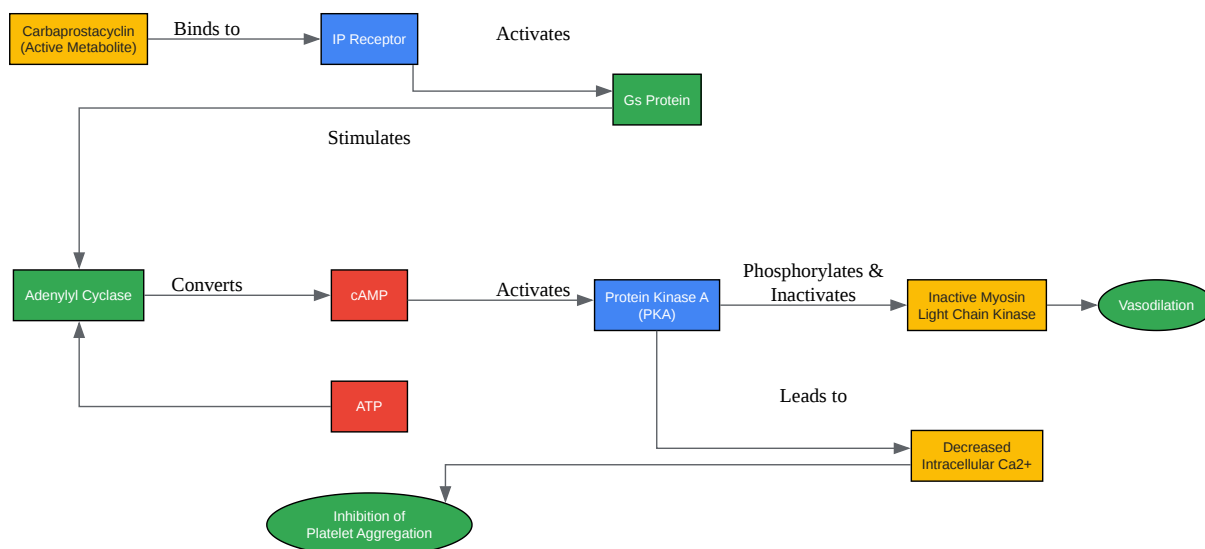 Carbaprostacyclin
(Active Metabolite)
Binds to
IP Receptor
Activates
Gs Protein
Stimulates
Adenylyl Cyclase
Converts
cAMP
Activates
Protein Kinase A
(PKA)
Phosphorylates &
Inactivates
Inactive Myosin
Light Chain Kinase
Vasodilation
ATP
Leads to
Decreased
Intracellular Ca2+
Inhibition of
Platelet Aggregation